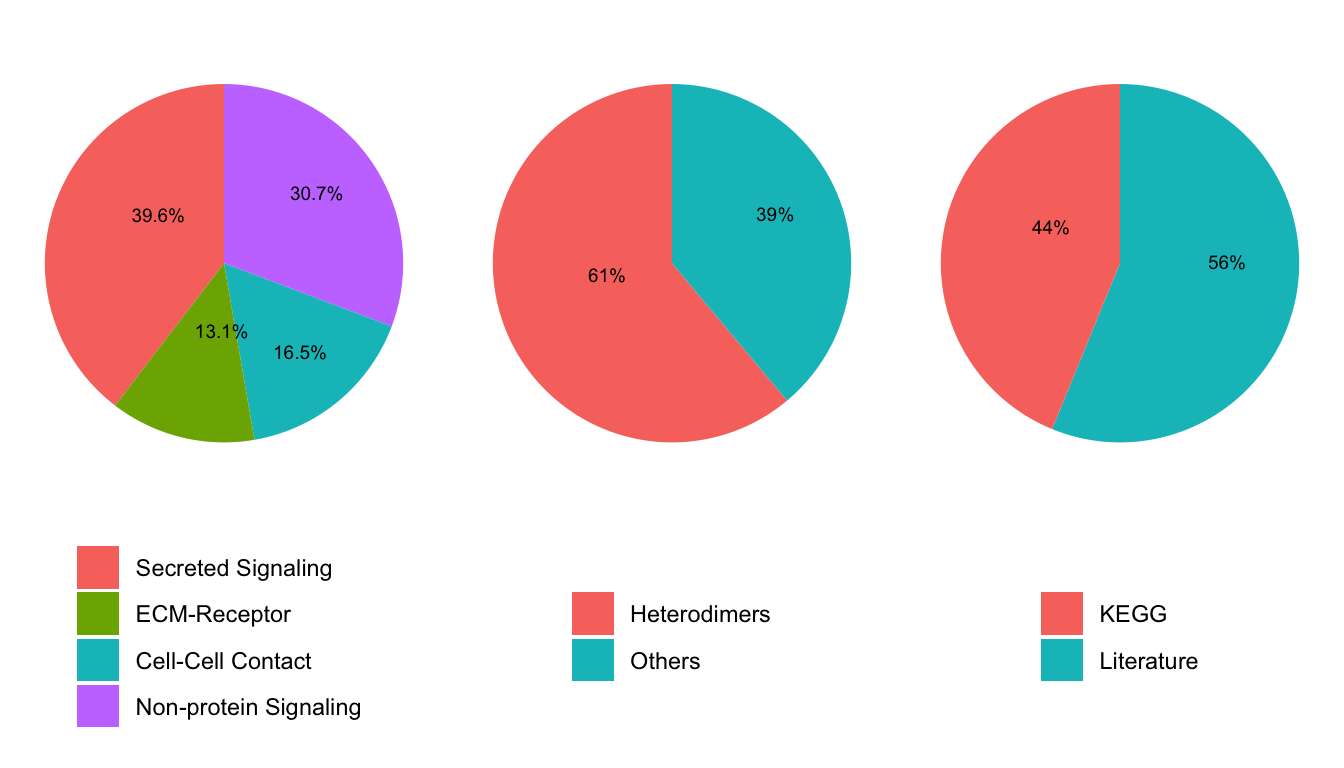 30.7%
39.6%
13.1%
16.5%
Secreted Signaling
ECM-Receptor
Cell-Cell Contact
Non-protein Signaling
39%
61%
Heterodimers
Others
44%
56%
KEGG
Literature